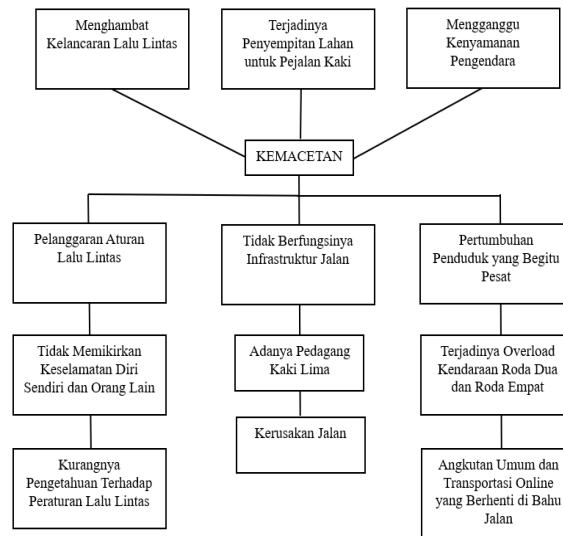 Menghambat
Kelancaran Lalu Lintas
Terjadinya
Penyempitan Lahan
untuk Pejalan Kaki
Mengganggu
Kenyamanan
Pengendara
KEMACETAN
Pelanggaran Aturan
Lalu Lintas
Tidak Berfungsinya
Infrastruktur Jalan
Pertumbuhan
Penduduk yang Begitu
Pesat
Tidak Memikirkan
Keselamatan Diri
Sendiri dan Orang Lain
Adanya Pedagang
Kaki Lima
Terjadinya Overload
Kendaraan Roda Dua
dan Roda Empat
Kurangnya
Pengetahuan Terhadap
Peraturan Lalu Lintas
Kerusakan Jalan
Angkutan Umum dan
Transportasi Online
yang Berhenti di Bahu
Jalan